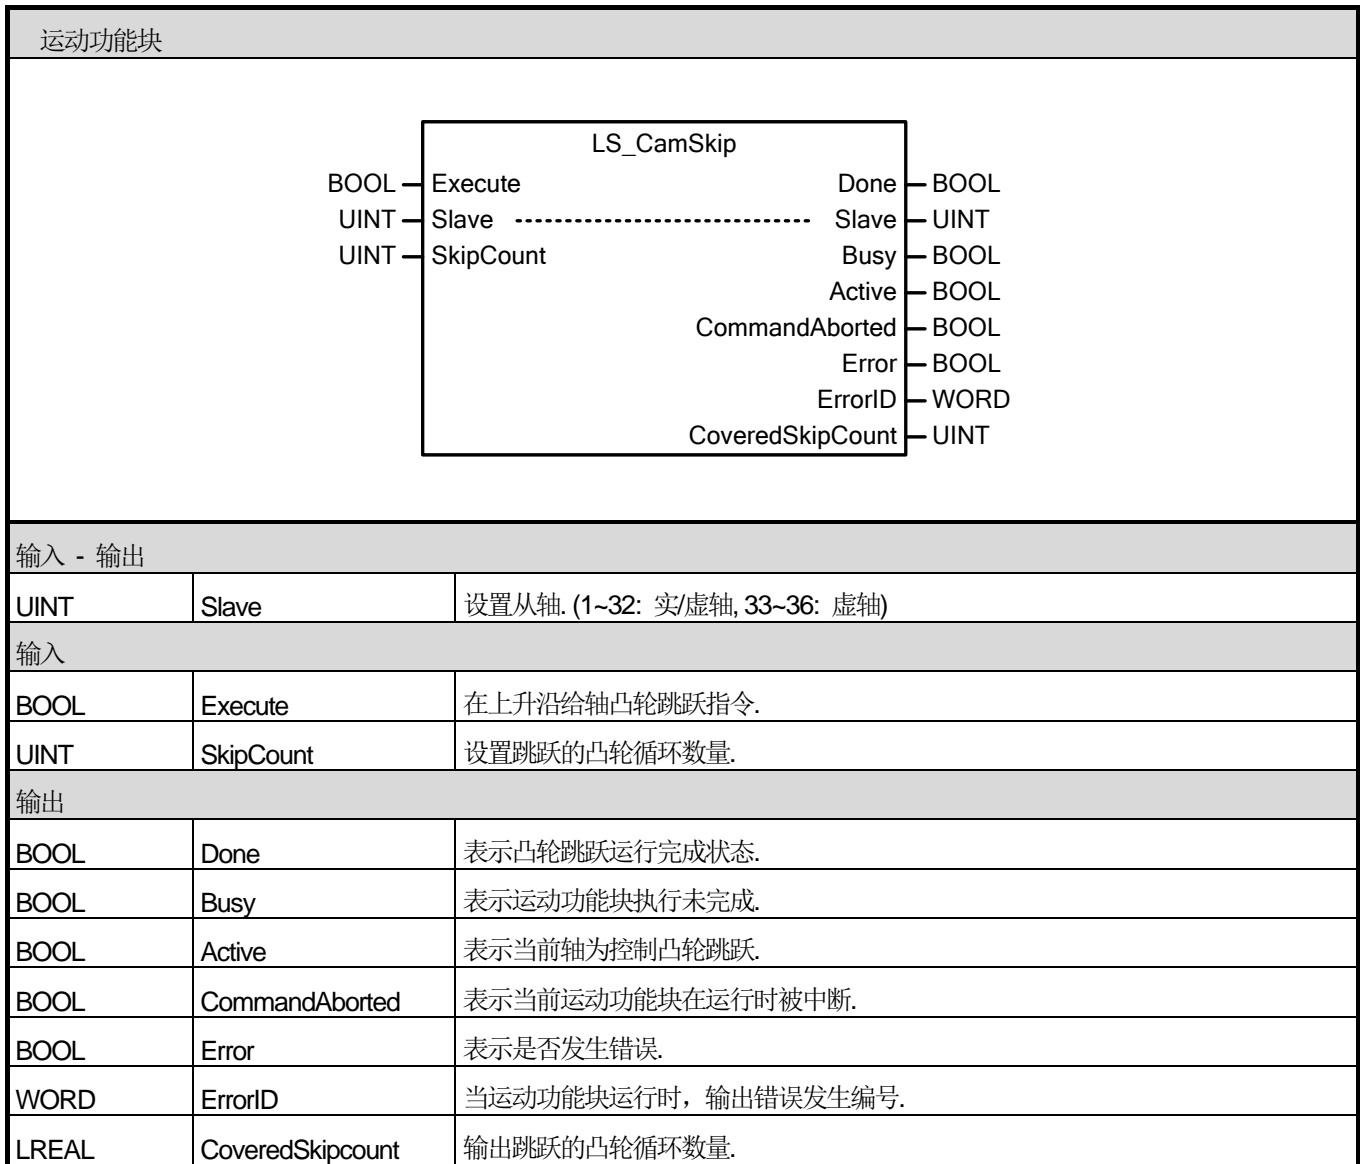 运动功能块
LS_CamSkip
BOOL Execute Done BOOL
UINT Slave Slave UINT
UINT SkipCount Busy BOOL
Active BOOL
CommandAborted BOOL
Error BOOL
ErrorID WORD
CoveredSkipCount UINT
输入 - 输出
UINT Slave 设置从轴. (1~32: 实/虚轴, 33~36: 虚轴)
输入
BOOL Execute 在上升沿给轴凸轮跳跃指令.
UINT SkipCount 设置跳跃的凸轮循环数量.
输出
BOOL Done 表示凸轮跳跃运行完成状态.
BOOL Busy 表示运动功能块执行未完成.
BOOL Active 表示当前轴为控制凸轮跳跃.
BOOL CommandAborted 表示当前运动功能块在运行时被中断.
BOOL Error 表示是否发生错误.
WORD ErrorID 当运动功能块运行时，输出错误发生编号.
LREAL CoveredSkipcount 输出跳跃的凸轮循环数量.